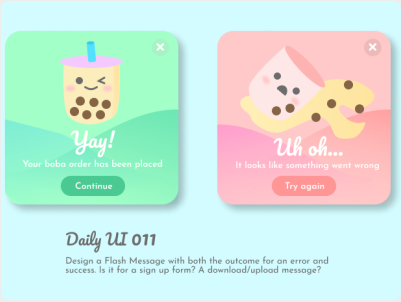 Yay!
Your boba order has been placed
Continue
Uh oh...
It looks like something went wrong
Try again
Daily UI 011
Design a Flash Message with both the outcome for an error and
success. Is it for a sign up form? A download/upload message?